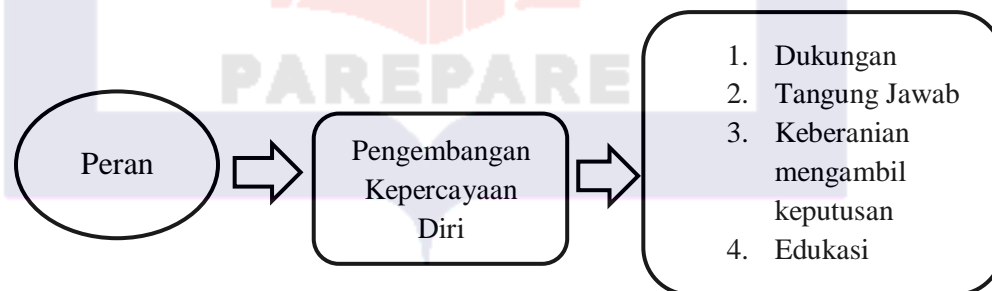 PAREPARE
Peran
Pengembangan
Kepercayaan
Diri
1. Dukungan
2. Tangung Jawab
3. Keberanian
mengambil
keputusan
4. Edukasi